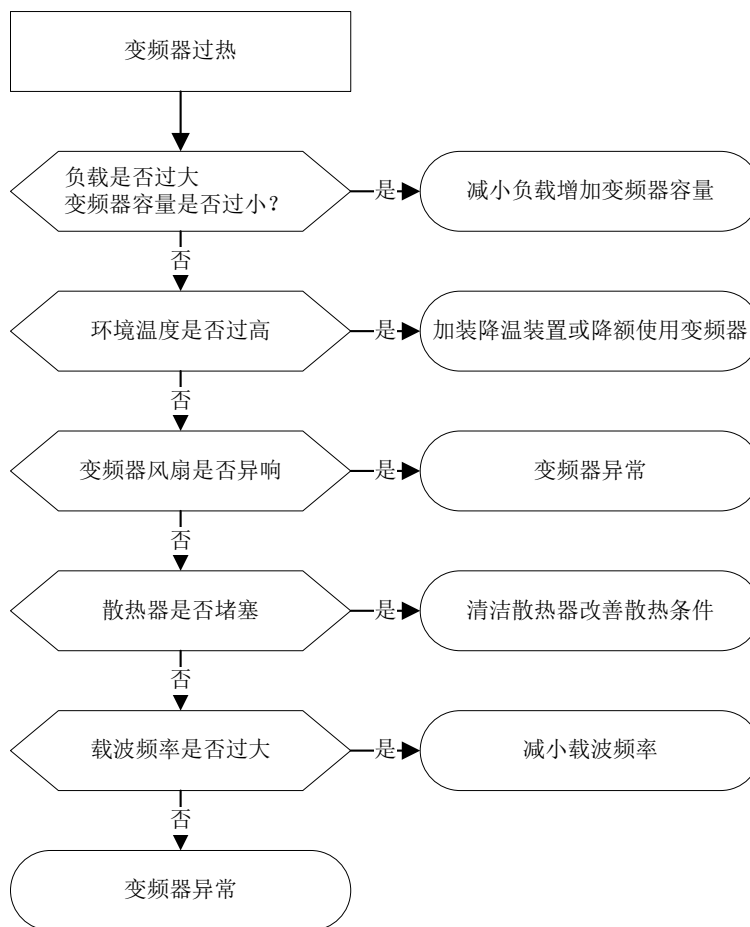 变频器过热
负载是否过大
变频器容量是否过小?
是
减小负载增加变频器容量
否
环境温度是否过高
是
加装降温装置或降额使用变频器
否
变频器风扇是否异响
是
变频器异常
否
散热器是否堵塞
是
清洁散热器改善散热条件
否
载波频率是否过大
是
减小载波频率
否
变频器异常